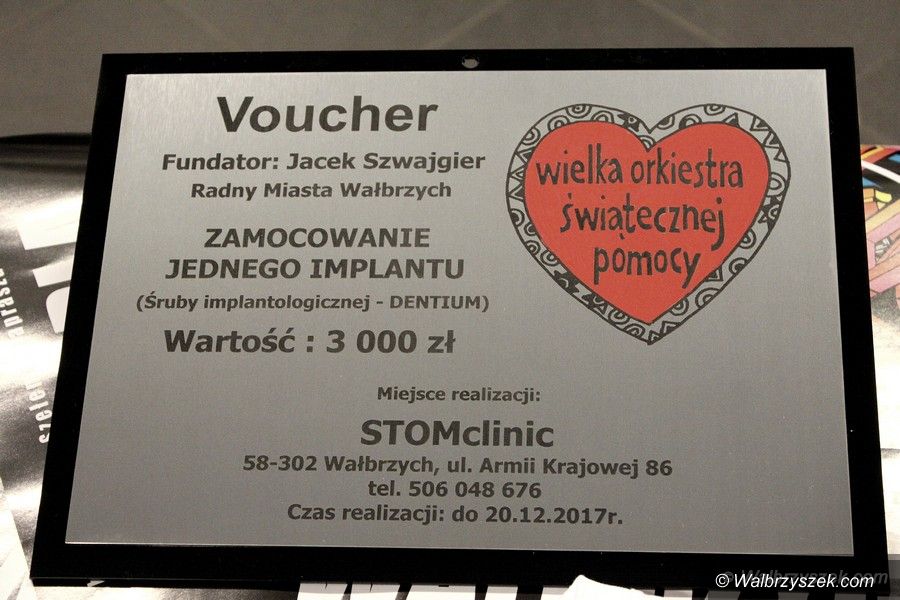 Voucher
Fundator: Jacek Szwajgier
Radny Miasta Wałbrzych
ZAMOCOWANIE
JEDNEGO IMPLANTU
(Śruby implantologicznej - DENTIUM)
Wartość : 3 000 zł
wielka orkiestra
świątecznej
pomocy
Miejsce realizacji:
STOMclinic
58-302 Wałbrzych, ul. Armii Krajowej 86
tel. 506 048 676
Czas realizacji: do 20.12.2017r.
© Walbrzyszek.com